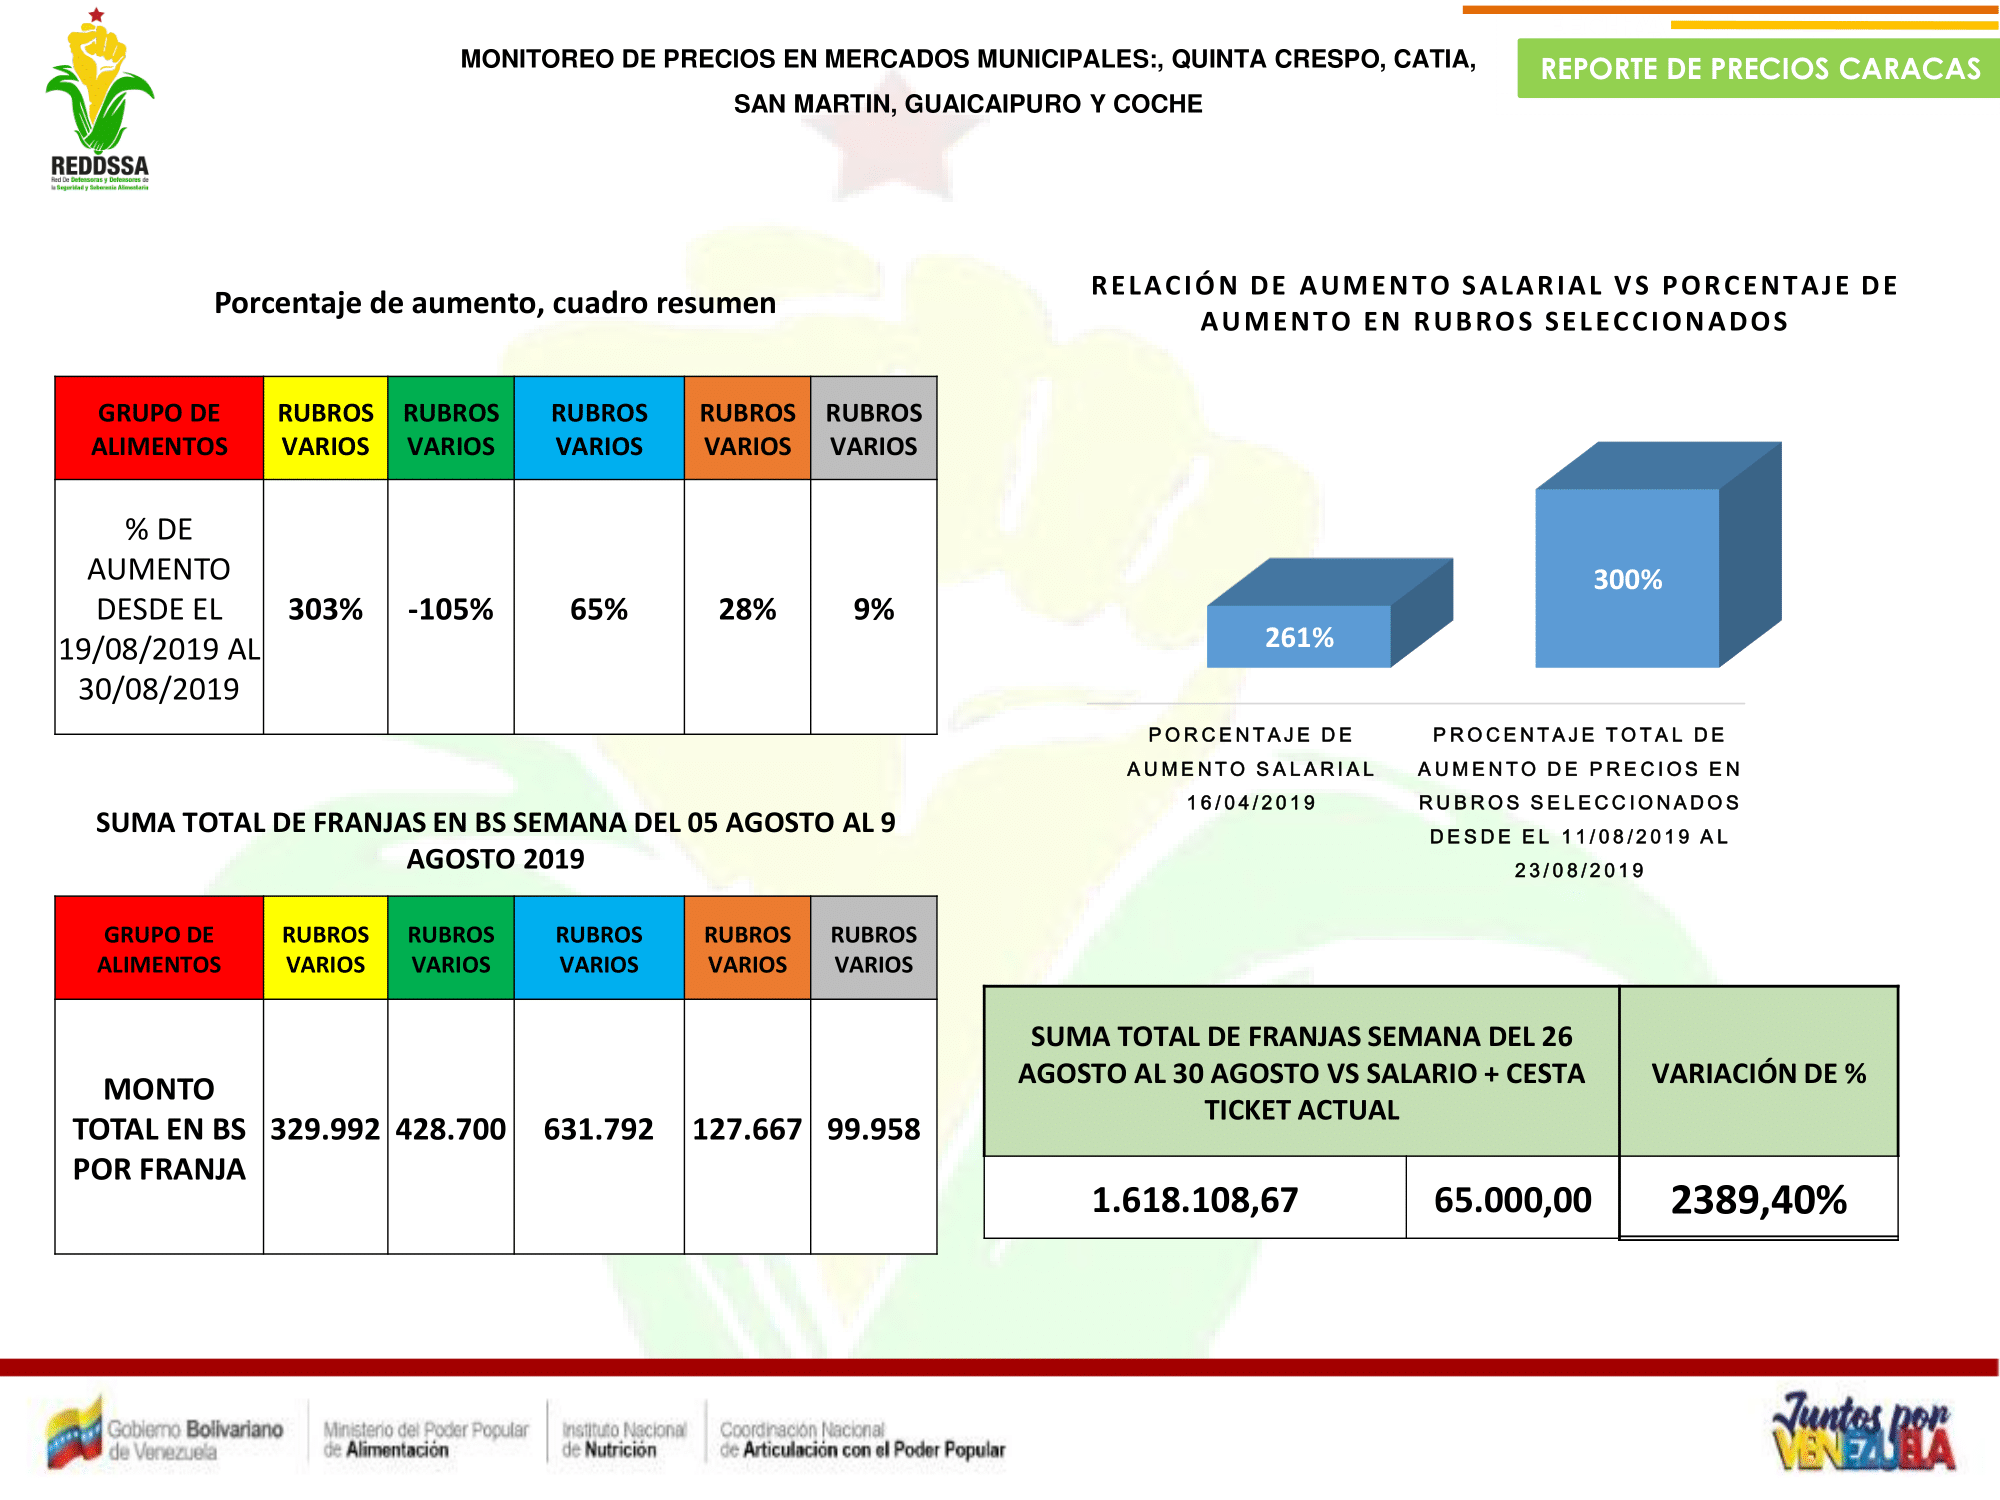 MONITOREO DE PRECIOS EN MERCADOS MUNICIPALES:, QUINTA CRESPO, CATIA,
SAN MARTIN, GUAICAIPURO Y COCHE
REPORTE DE PRECIOS CARACAS
REDDSSA
Red De Defensoras y Defensores de
la Seguridad y Soberanía Alimentaria
Porcentaje de aumento, cuadro resumen
GRUPO DE
ALIMENTOS
RUBROS
VARIOS
RUBROS
VARIOS
RUBROS
VARIOS
RUBROS
VARIOS
RUBROS
VARIOS
% DE
AUMENTO
DESDE EL
19/08/2019 AL
30/08/2019
303%
-105%
65%
28%
9%
RELACIÓN DE AUMENTO SALARIAL VS PORCENTAJE DE
AUMENTO EN RUBROS SELECCIONADOS
261%
300%
PORCENTAJE DE
AUMENTO SALARIAL
16/04/2019
PROCENTAJE TOTAL DE
AUMENTO DE PRECIOS EN
RUBROS SELECCIONADOS
DESDE EL 11/08/2019 AL
23/08/2019
SUMA TOTAL DE FRANJAS EN BS SEMANA DEL 05 AGOSTO AL 9
AGOSTO 2019
GRUPO DE
ALIMENTOS
RUBROS
VARIOS
RUBROS
VARIOS
RUBROS
VARIOS
RUBROS
VARIOS
RUBROS
VARIOS
MONTO
TOTAL EN BS
POR FRANJA
329.992
428.700
631.792
127.667
99.958
SUMA TOTAL DE FRANJAS SEMANA DEL 26
AGOSTO AL 30 AGOSTO VS SALARIO + CESTA
TICKET ACTUAL
VARIACIÓN DE %
1.618.108,67
65.000,00
2389,40%
Gobierno Bolivariano
de Venezuela
Ministerio del Poder Popular
de Alimentación
Instituto Nacional
de Nutrición
Coordinación Nacional
de Articulación con el Poder Popular
Juntos por
VENEZUELA